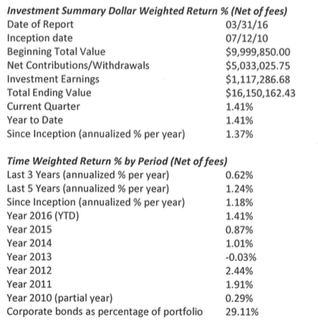 Investment Summary Dollar Weighted Return % (Net of fees)
Date of Report 03/31/16
Inception date 07/12/10
Beginning Total Value $9,999,850.00
Net Contributions/Withdrawals $5,033,025.75
Investment Earnings $1,117,286.68
Total Ending Value $16,150,162.43
Current Quarter 1.41%
Year to Date 1.41%
Since Inception (annualized % per year) 1.37%
Time Weighted Return % by Period (Net of fees)
Last 3 Years (annualized % per year) 0.62%
Last 5 Years (annualized % per year) 1.24%
Since Inception (annualized % per year) 1.18%
Year 2016 (YTD) 1.41%
Year 2015 0.87%
Year 2014 1.01%
Year 2013 -0.03%
Year 2012 2.44%
Year 2011 1.91%
Year 2010 (partial year) 0.29%
Corporate bonds as percentage of portfolio 29.11%